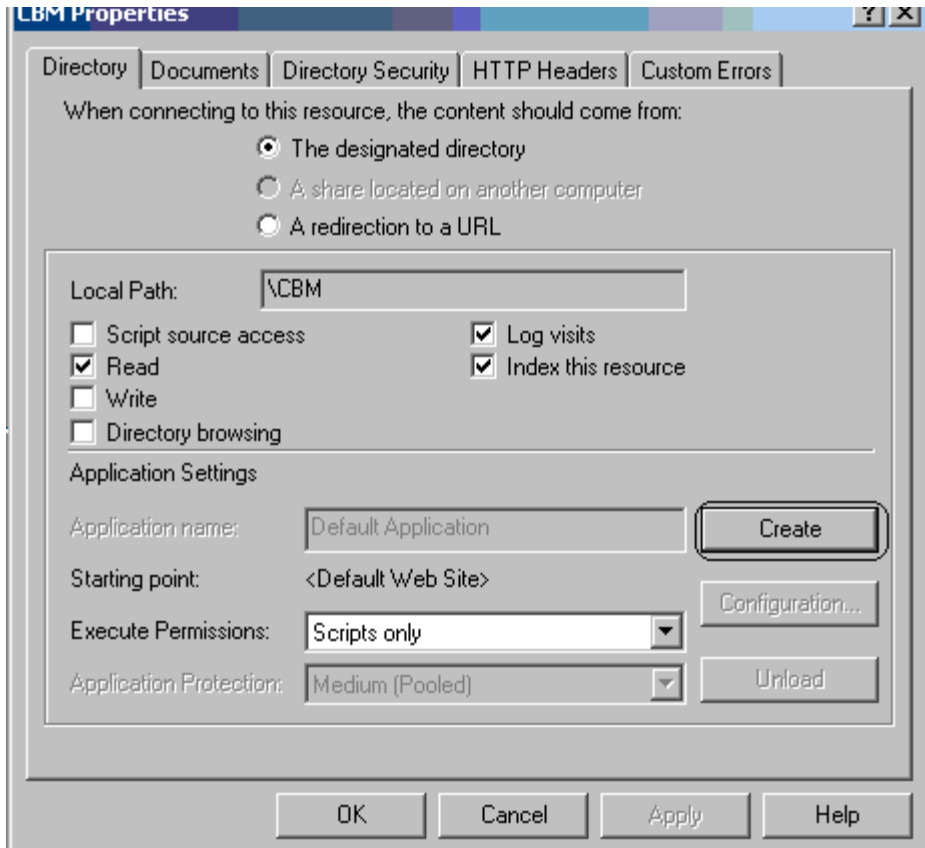 CBM Properties
Directory Documents Directory Security HTTP Headers Custom Errors
When connecting to this resource, the content should come from:
The designated directory
A share located on another computer
A redirection to a URL
Local Path: \CBM
Script source access Log visits
Read Index this resource
Write
Directory browsing
Application Settings
Application name: Default Application Create
Starting point: <Default Web Site>
Configuration...
Execute Permissions: Scripts only
Application Protection: Medium (Pooled) Unload
OK Cancel Apply Help